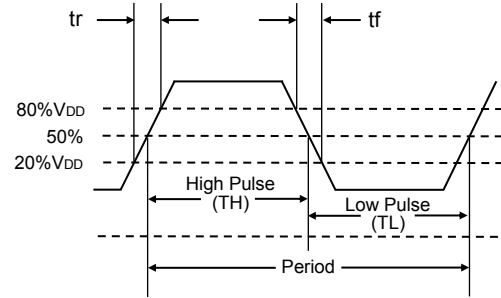 tr
tf
80%VDD
50%
20%VDD
High Pulse
(TH)
Low Pulse
(TL)
Period